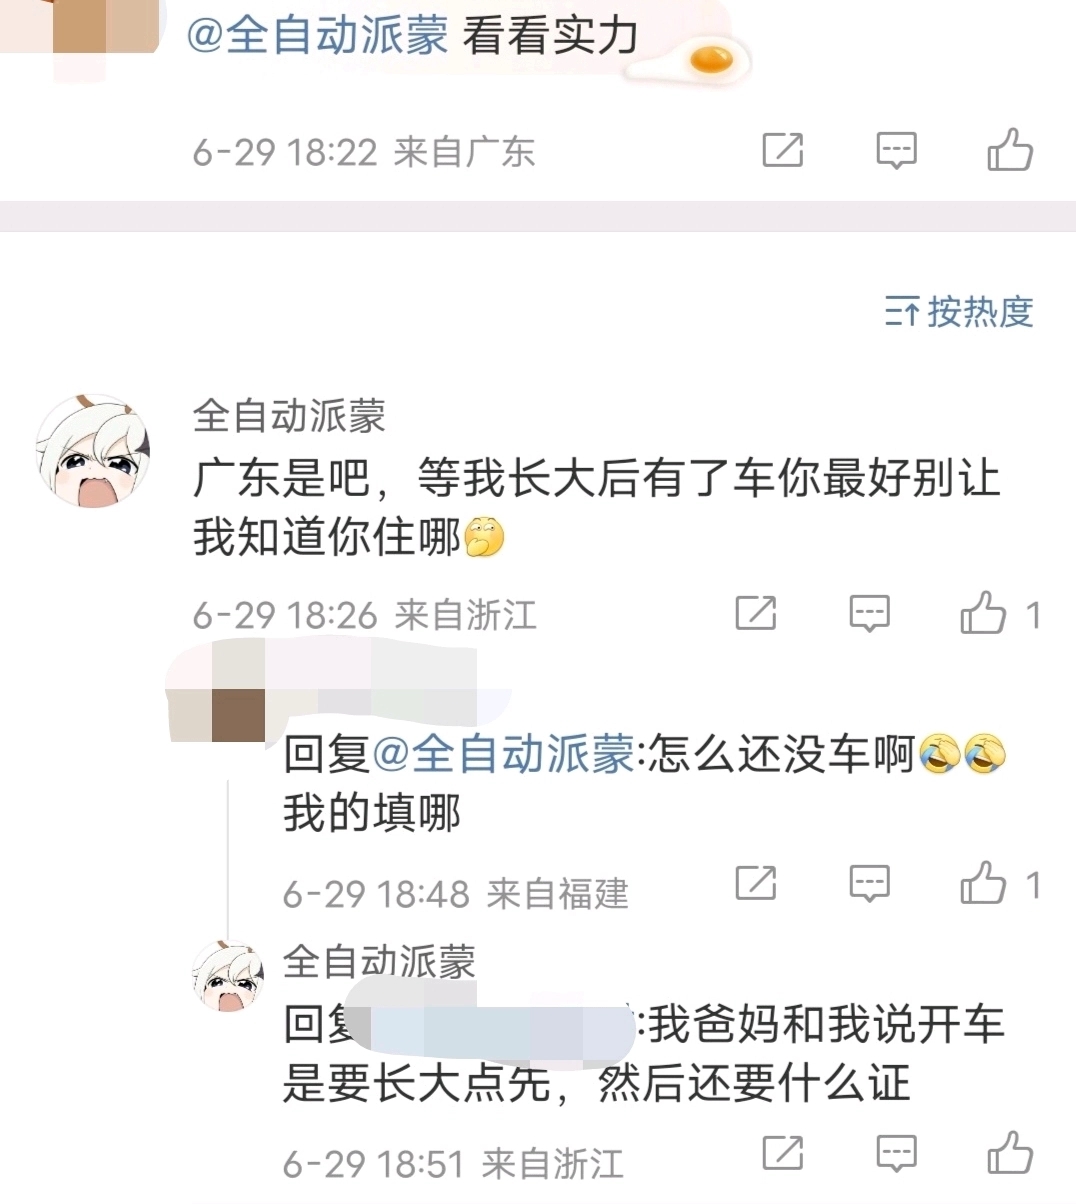 @全自动派蒙 看看实力
6-29 18:22 来自广东
按热度
全自动派蒙
广东是吧，等我长大后有了车你最好别让
我知道你住哪
6-29 18:26 来自浙江
1
回复@全自动派蒙:怎么还没车啊
我的填哪
6-29 18:48 来自福建
1
全自动派蒙
回复:我爸妈和我说开车
是要长大点先，然后还要什么证
6-29 18:51 来自浙江